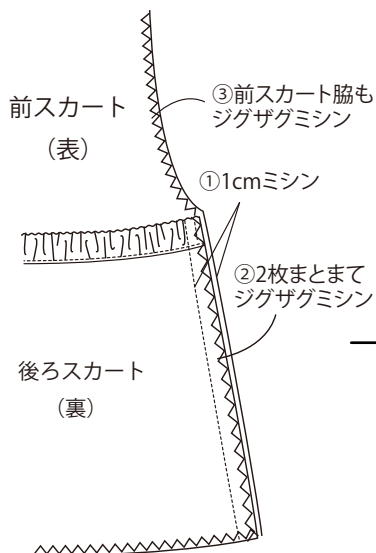 前スカート
（表）
③前スカート脇も
ジグザグミシン
①1cmミシン
②2枚まとまて
ジグザグミシン
後ろスカート
（裏）